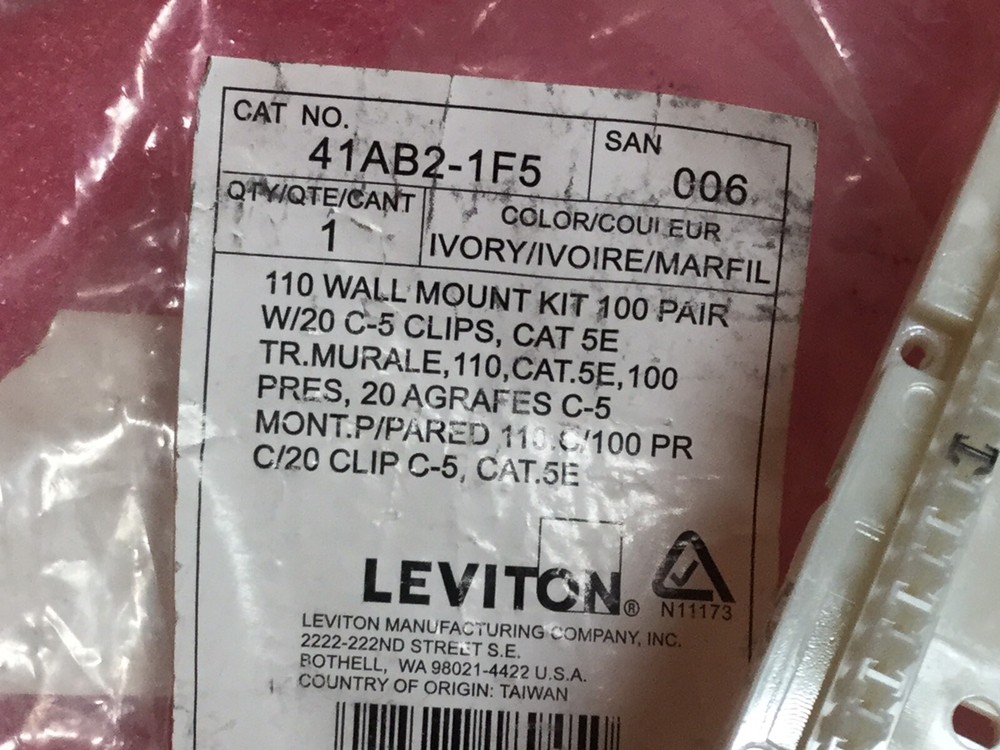 CAT NO.
41AB2-1F5
SAN
006
QTY/QTE/CANT
1
COLOR/COULEUR
IVORY/IVOIRE/MARFIL
110 WALL MOUNT KIT 100 PAIR
W/20 C-5 CLIPS, CAT 5E
TR.MURALE,110,CAT.5E,100
PRES, 20 AGRAFES C-5
MONT.P/PARED 110.C/100 PR
C/20 CLIP C-5, CAT.5E
LEVITON®
N11173
LEVITON MANUFACTURING COMPANY, INC.
2222-222ND STREET S.E.
BOTHELL, WA 98021-4422 U.S.A.
COUNTRY OF ORIGIN: TAIWAN